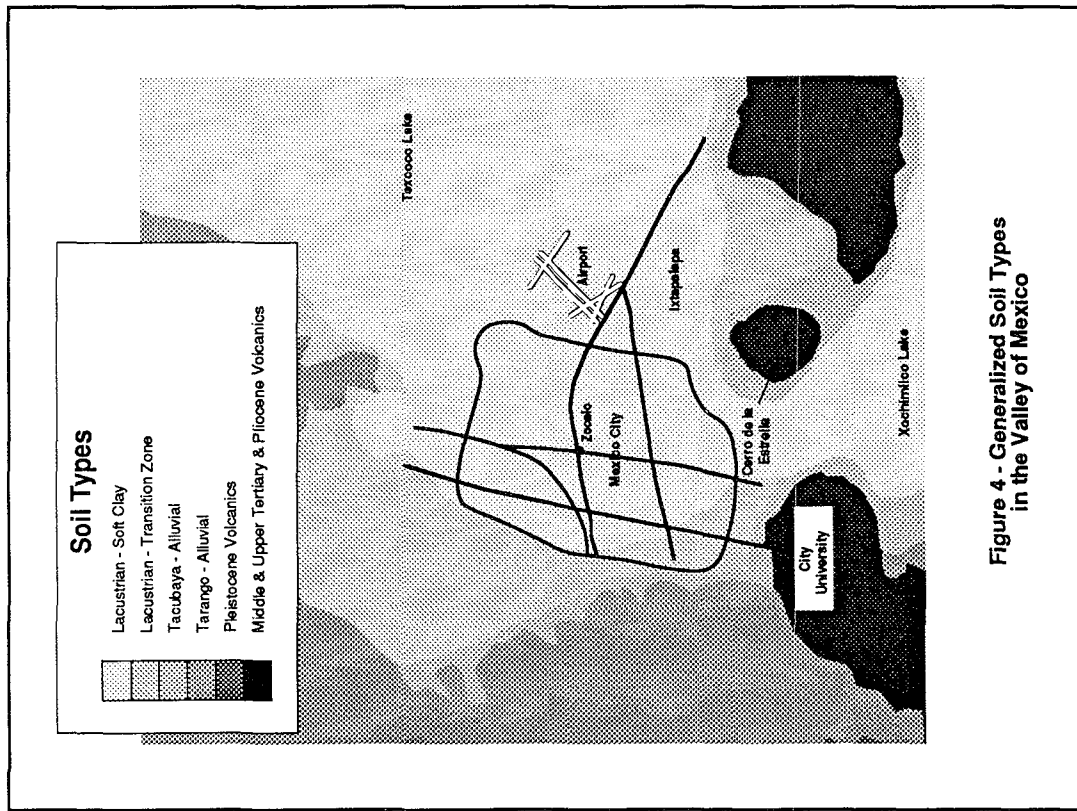 Soil Types
Lacustrian - Soft Clay
Lacustrian - Transition Zone
Tacubaya - Alluvial
Tarango - Alluvial
Pleistocene Volcanics
Middle & Upper Tertiary & Pliocene Volcanics
Texcoco Lake
Airport
Ixtapalapa
Zocalo
Mexico City
Cerro de la
Estrella
Xochimilco Lake
City
University
Figure 4 - Generalized Soil Types
in the Valley of Mexico